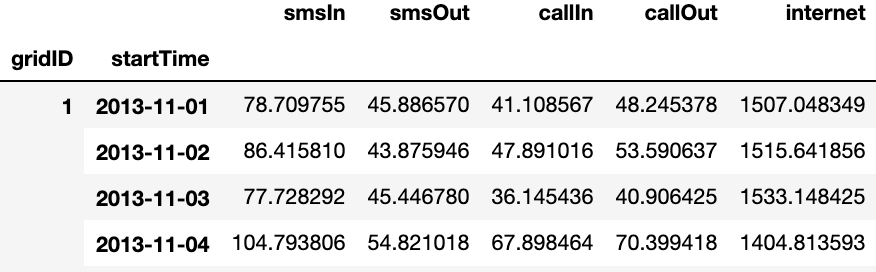 smsIn smsOut callIn callOut internet
gridID startTime
1 2013-11-01 78.709755 45.886570 41.108567 48.245378 1507.048349
2013-11-02 86.415810 43.875946 47.891016 53.590637 1515.641856
2013-11-03 77.728292 45.446780 36.145436 40.906425 1533.148425
2013-11-04 104.793806 54.821018 67.898464 70.399418 1404.813593